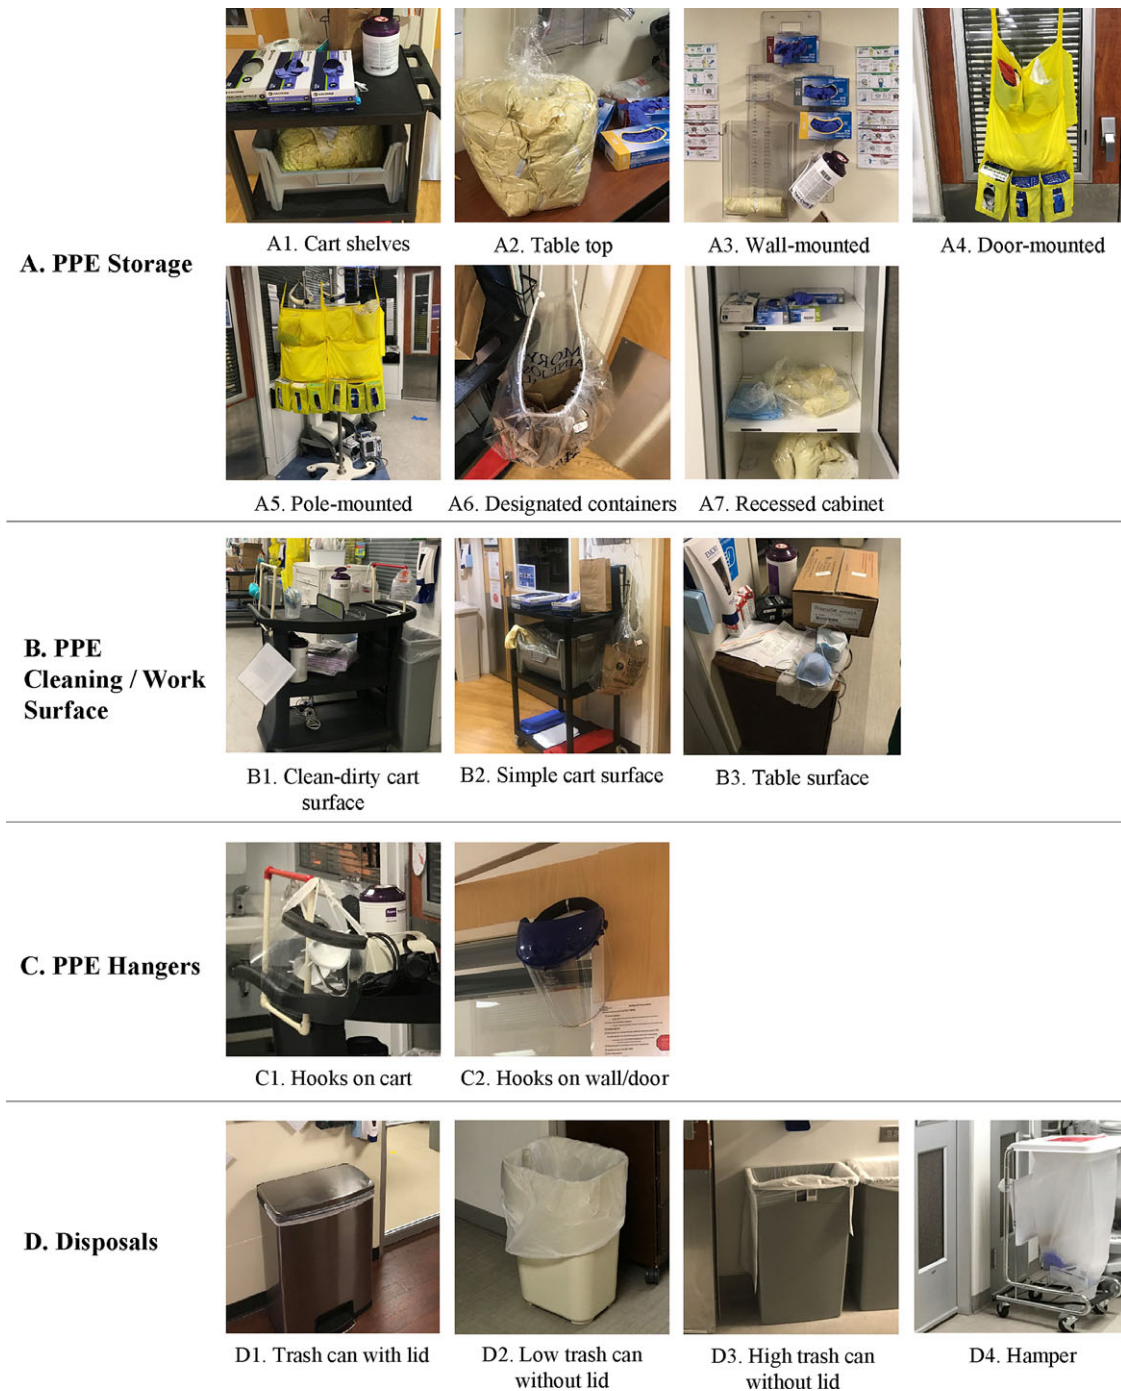 A. PPE Storage
A1. Cart shelves
A2. Table top
A3. Wall-mounted
A4. Door-mounted
A5. Pole-mounted
A6. Designated containers
A7. Recessed cabinet
B. PPE
Cleaning / Work
Surface
B1. Clean-dirty cart
surface
B2. Simple cart surface
B3. Table surface
C. PPE Hangers
C1. Hooks on cart
C2. Hooks on wall/door
D. Disposals
D1. Trash can with lid
D2. Low trash can
without lid
D3. High trash can
without lid
D4. Hamper